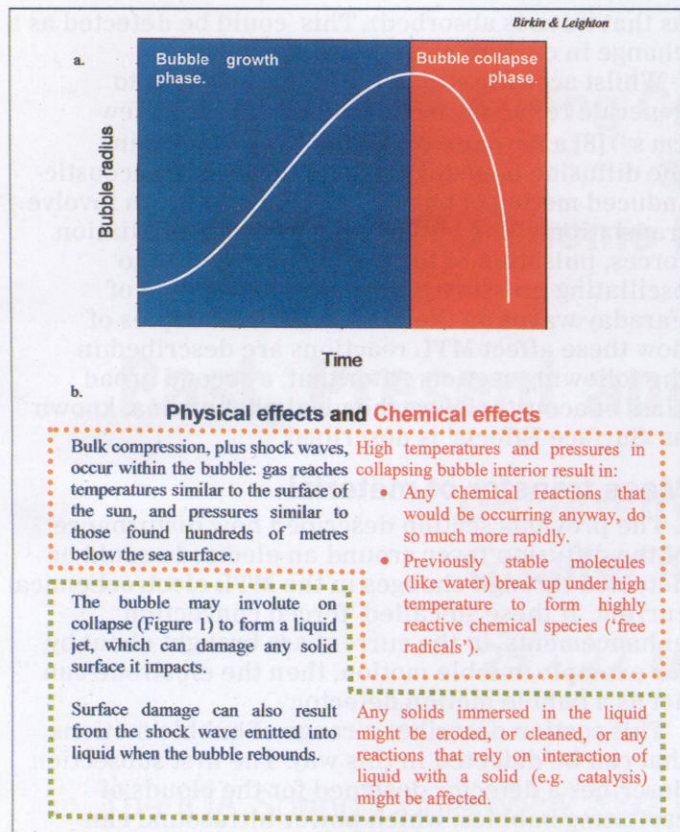 Birkin & Leighton
a.
Bubble growth
phase.
Bubble collapse
phase.
Bubble radius
Time
b.
Physical effects and Chemical effects
Bulk compression, plus shock waves,
occur within the bubble: gas reaches
temperatures similar to the surface of
the sun, and pressures similar to
those found hundreds of metres
below the sea surface.
High temperatures and pressures in
collapsing bubble interior result in:
• Any chemical reactions that
would be occurring anyway, do
so much more rapidly.
• Previously stable molecules
(like water) break up under high
temperature to form highly
reactive chemical species ('free
radicals').
The bubble may involute on
collapse (Figure 1) to form a liquid
jet, which can damage any solid
surface it impacts.
Surface damage can also result
from the shock wave emitted into
liquid when the bubble rebounds.
Any solids immersed in the liquid
might be eroded, or cleaned, or any
reactions that rely on interaction of
liquid with a solid (e.g. catalysis)
might be affected.